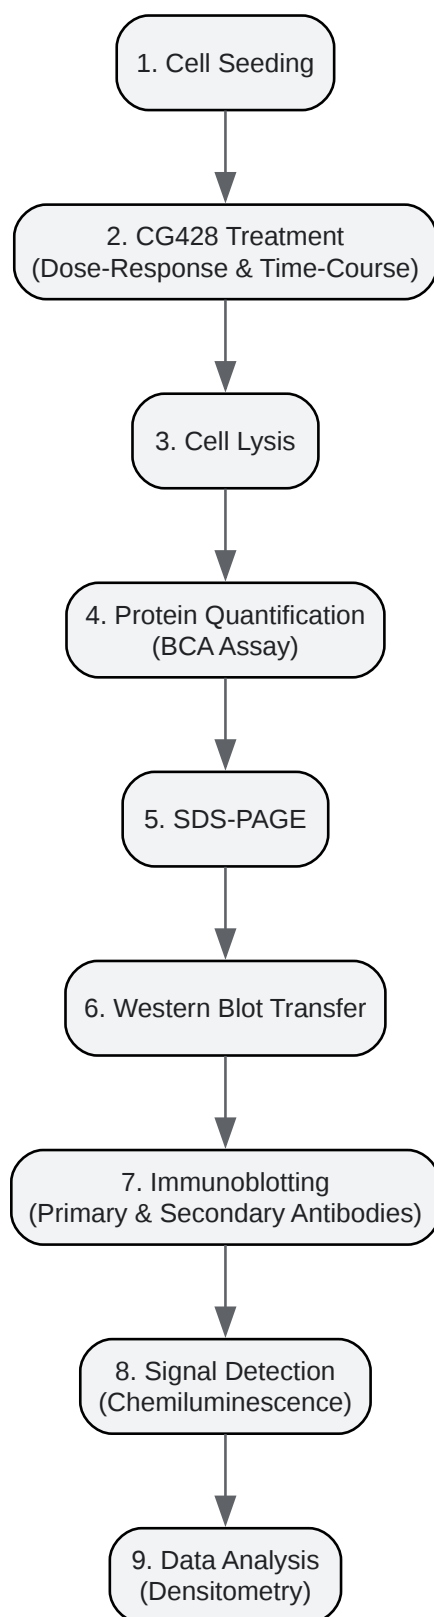 1. Cell Seeding
2. CG428 Treatment
(Dose-Response & Time-Course)
3. Cell Lysis
4. Protein Quantification
(BCA Assay)
5. SDS-PAGE
6. Western Blot Transfer
7. Immunoblotting
(Primary & Secondary Antibodies)
8. Signal Detection
(Chemiluminescence)
9. Data Analysis
(Densitometry)